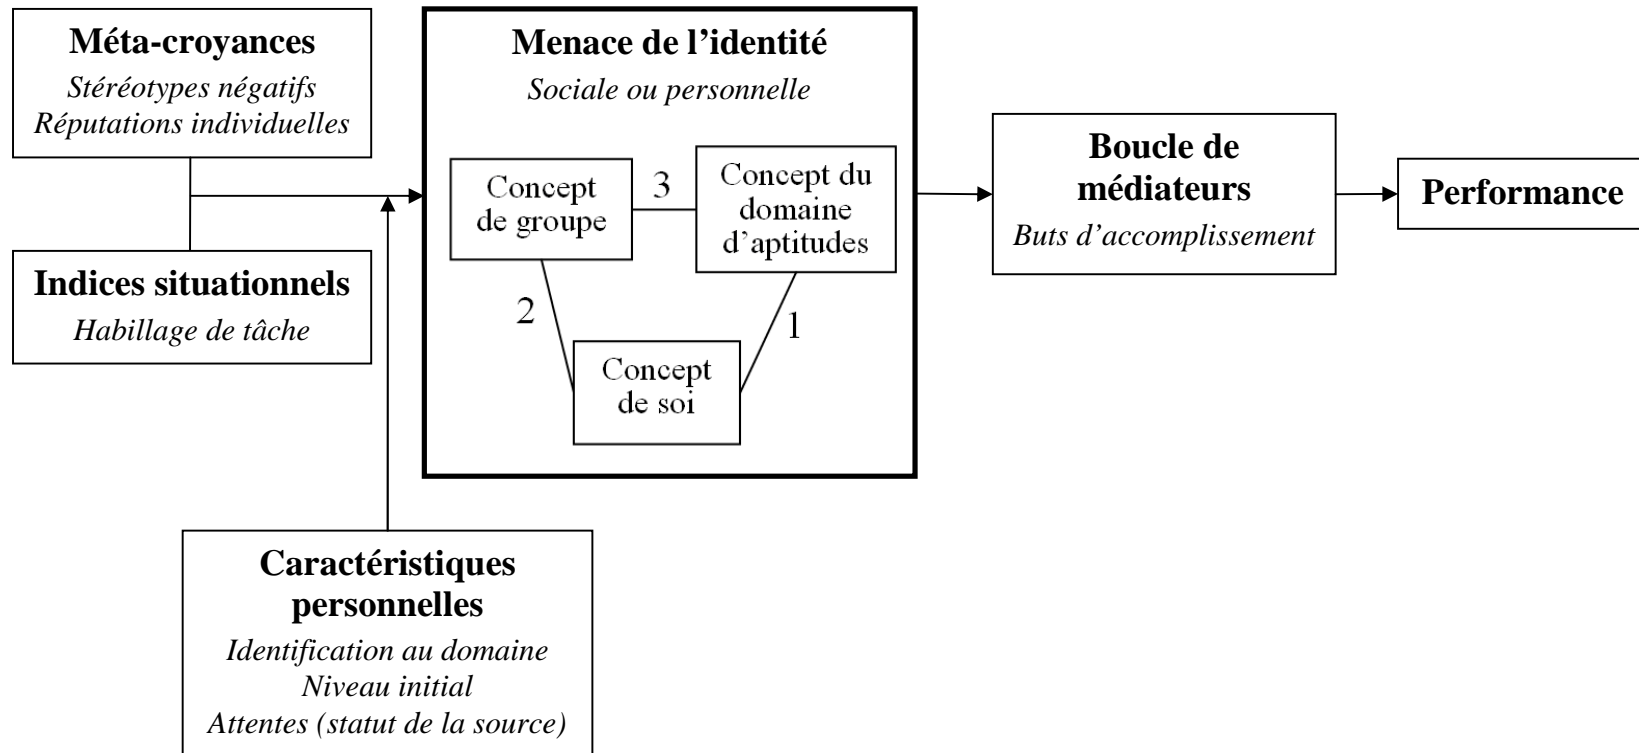 Méta-croyances
Stéréotypes négatifs
Réputations individuelles
Indices situationnels
Habillage de tâche
Caractéristiques
personnelles
Identification au domaine
Niveau initial
Attentes (statut de la source)
Menace de l’identité
Sociale ou personnelle
Concept
de groupe
3
Concept du
domaine
d’aptitudes
2
1
Concept
de soi
Boucle de
médiateurs
Buts d’accomplissement
Performance